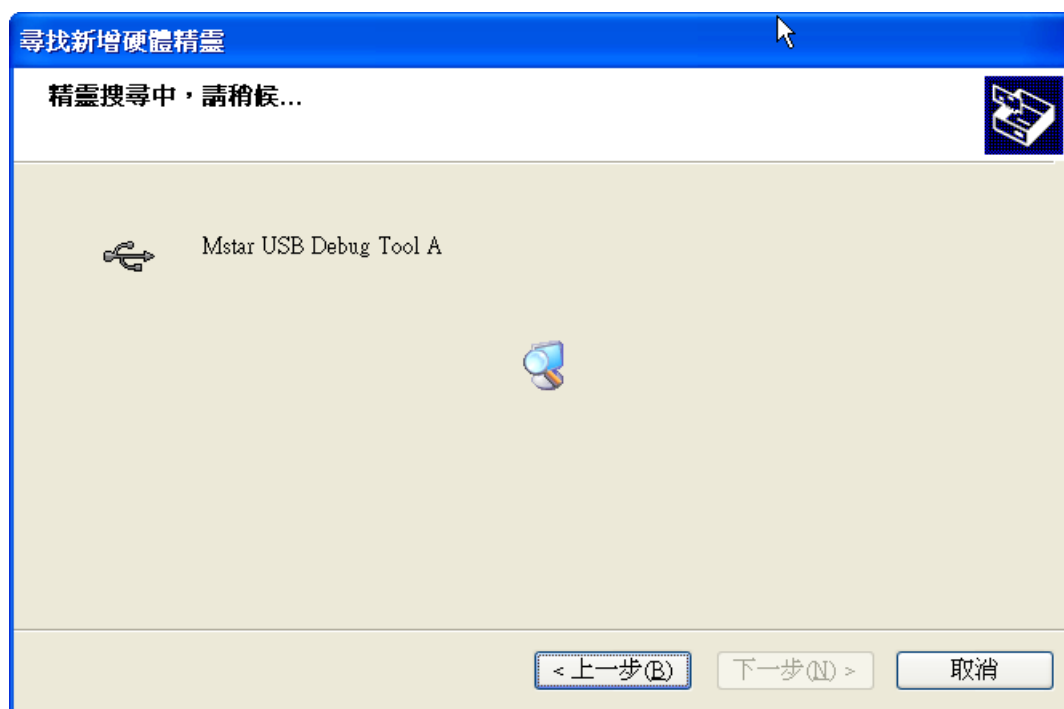 尋找新增硬體精靈
精靈搜尋中，請稍候...
Mstar USB Debug Tool A
< 上一步(B)
下一步(N) >
取消